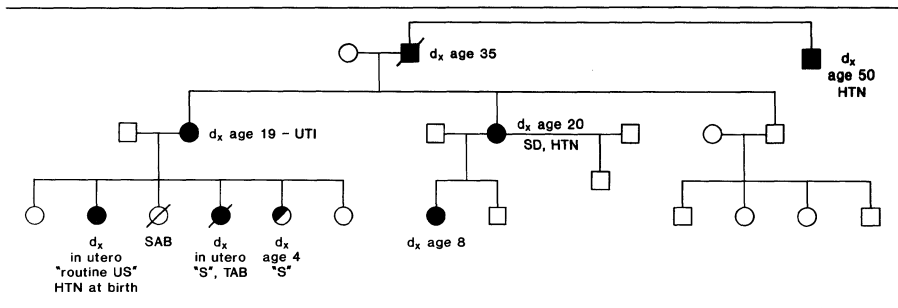 dx age 35
dx
age 50
HTN
dx age 19 - UTI
dx age 20
SD, HTN
dx
in utero
"routine US"
HTN at birth
SAB
dx
in utero
"S", TAB
dx
age 4
"S"
dx age 8